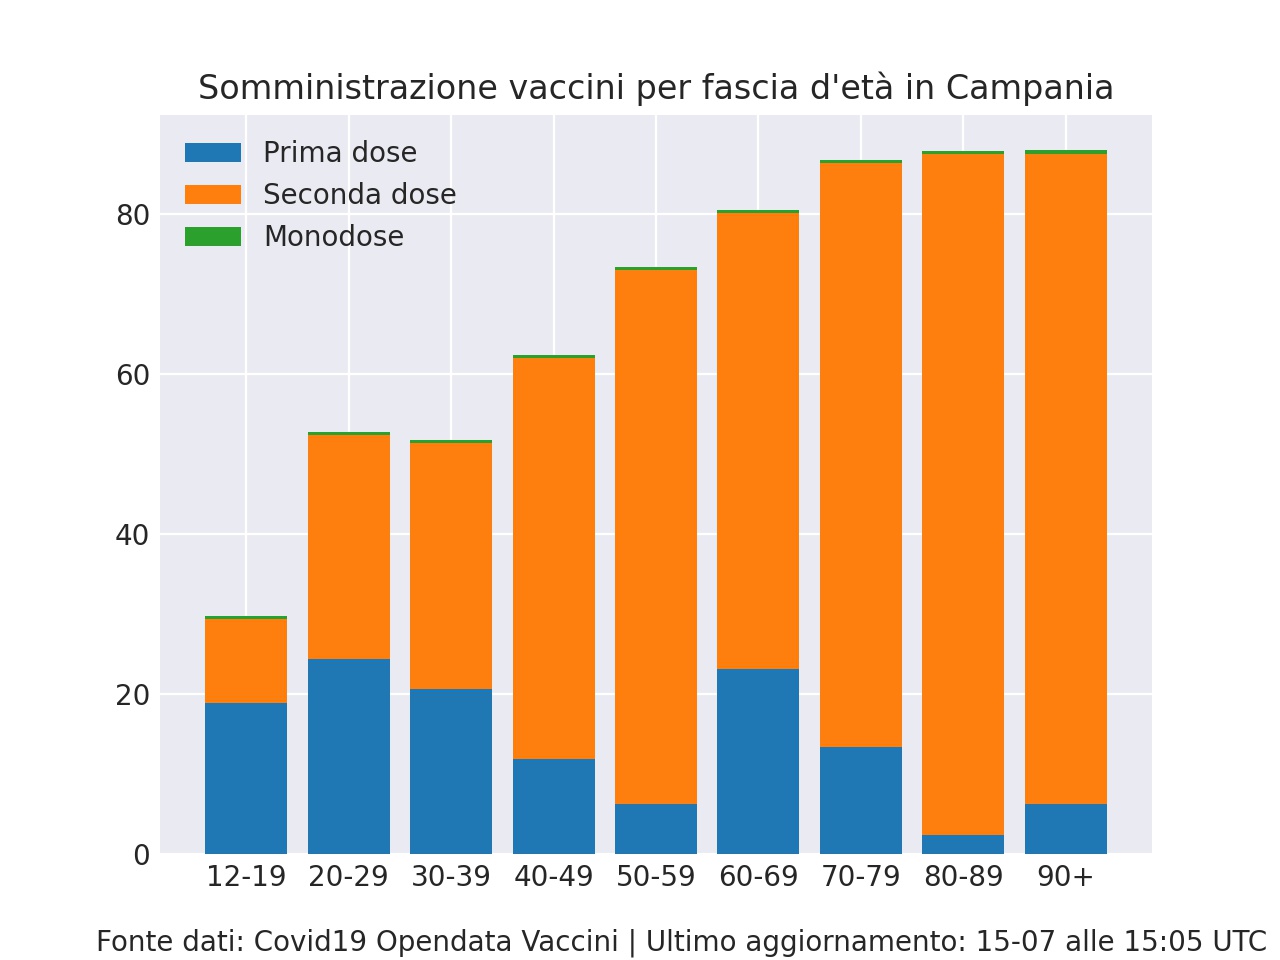 Somministrazione vaccini per fascia d'età in Campania
Prima dose
Seconda dose
Monodose
80
60
40
20
0
12-19 20-29 30-39 40-49 50-59 60-69 70-79 80-89 90+
Fonte dati: Covid19 Opendata Vaccini | Ultimo aggiornamento: 15-07 alle 15:05 UTC